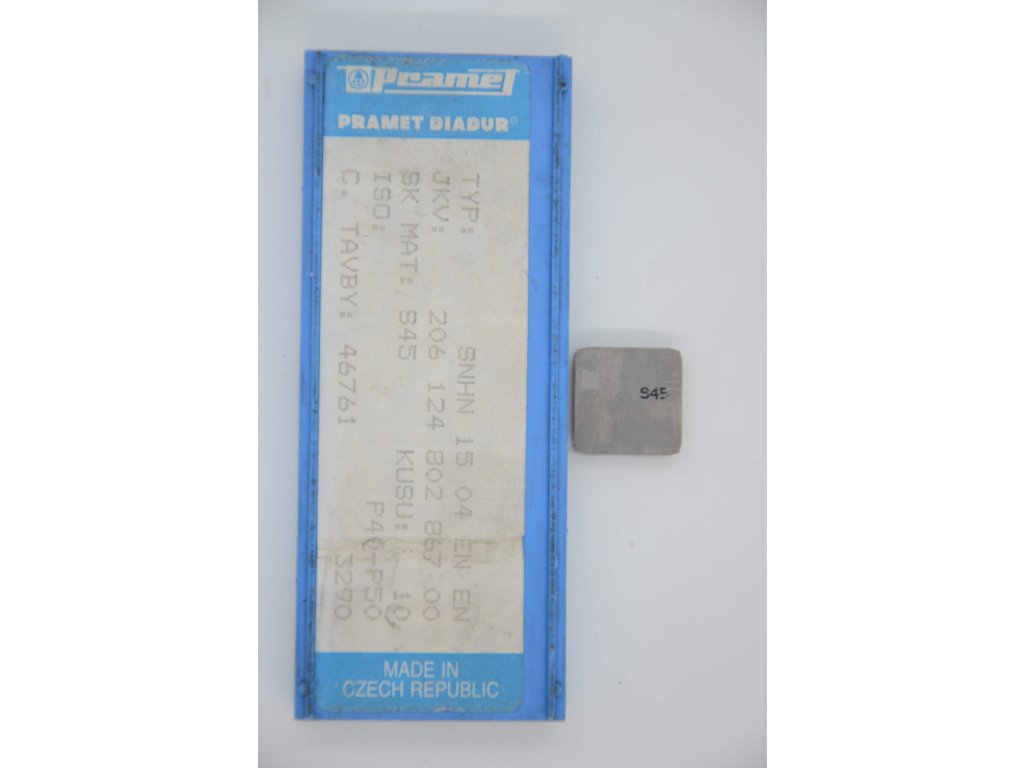 Pramet
PRAMET DIADUR®
TYP: SNHN 15 04 EN EN
JKV: 206 124 802 867 00
SK MAT: S45 KUSU: 10
ISO: P40-P50
C. TAVBY: 46761 3290
MADE IN
CZECH REPUBLIC
S45